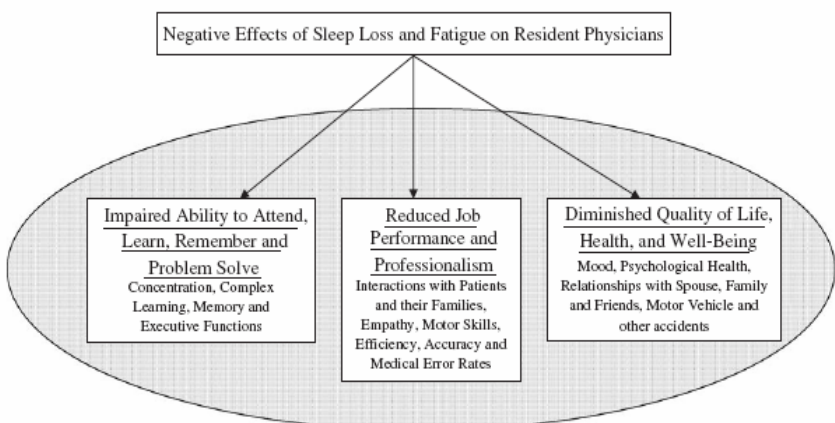 Negative Effects of Sleep Loss and Fatigue on Resident Physicians
Impaired Ability to Attend,
Learn, Remember and
Problem Solve
Concentration, Complex
Learning, Memory and
Executive Functions
Reduced Job
Performance and
Professionalism
Interactions with Patients
and their Families,
Empathy, Motor Skills,
Efficiency, Accuracy and
Medical Error Rates
Diminished Quality of Life,
Health, and Well-Being
Mood, Psychological Health,
Relationships with Spouse, Family
and Friends, Motor Vehicle and
other accidents